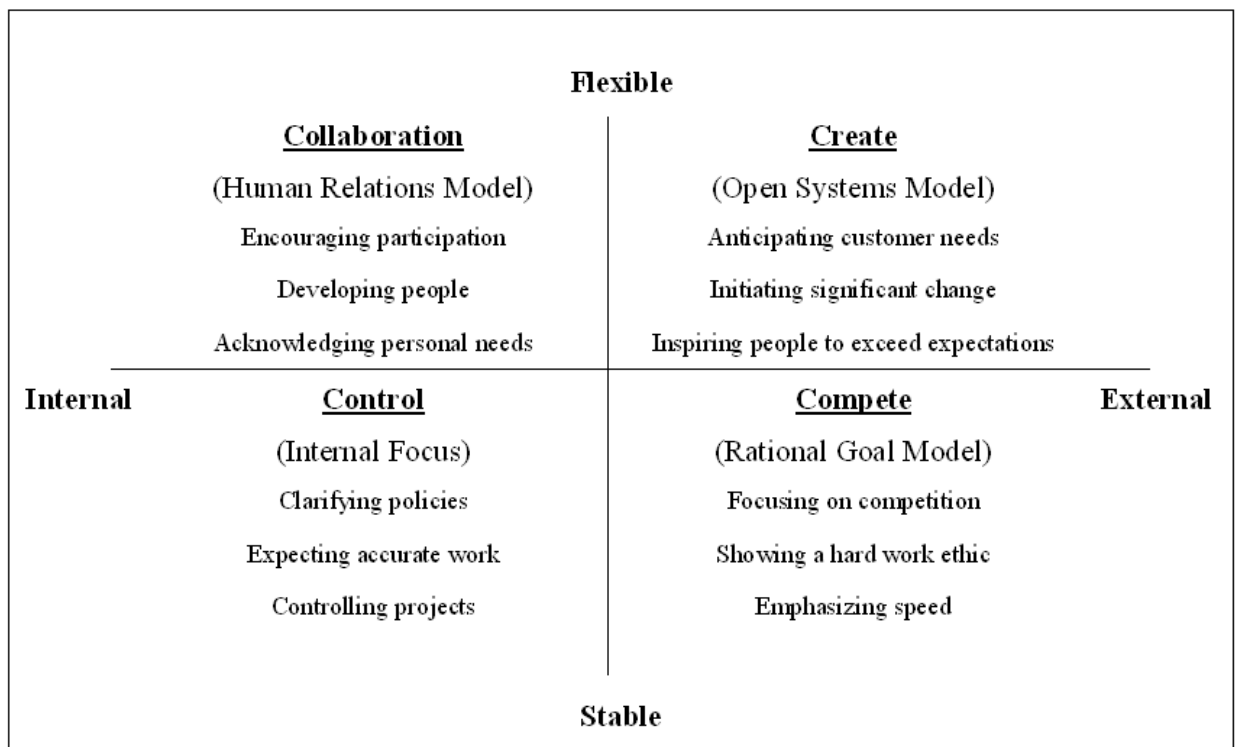 Flexible
Collaboration
(Human Relations Model)
Encouraging participation
Developing people
Acknowledging personal needs
Create
(Open Systems Model)
Anticipating customer needs
Initiating significant change
Inspiring people to exceed expectations
Internal
Control
(Internal Focus)
Clarifying policies
Expecting accurate work
Controlling projects
Compete
(Rational Goal Model)
Focusing on competition
Showing a hard work ethic
Emphasizing speed
External
Stable